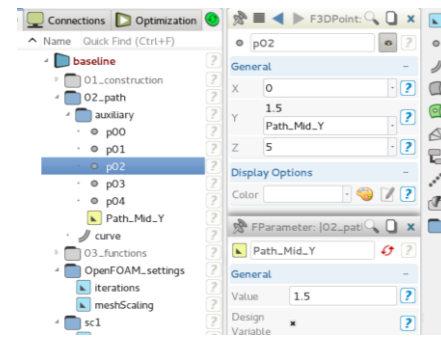 Connections
Optimization
F3DPoint:
Name Quick Find (Ctrl+F)
baseline
01_construction
02_path
auxiliary
p00
p01
p02
p03
p04
Path_Mid_Y
curve
03_functions
OpenFOAM_settings
iterations
meshScaling
sc1
p02
General
X 0
Y 1.5
Path_Mid_Y
Z 5
Display Options
Color
FParameter: |02_pat
Path_Mid_Y
General
Value 1.5
Design
Variable